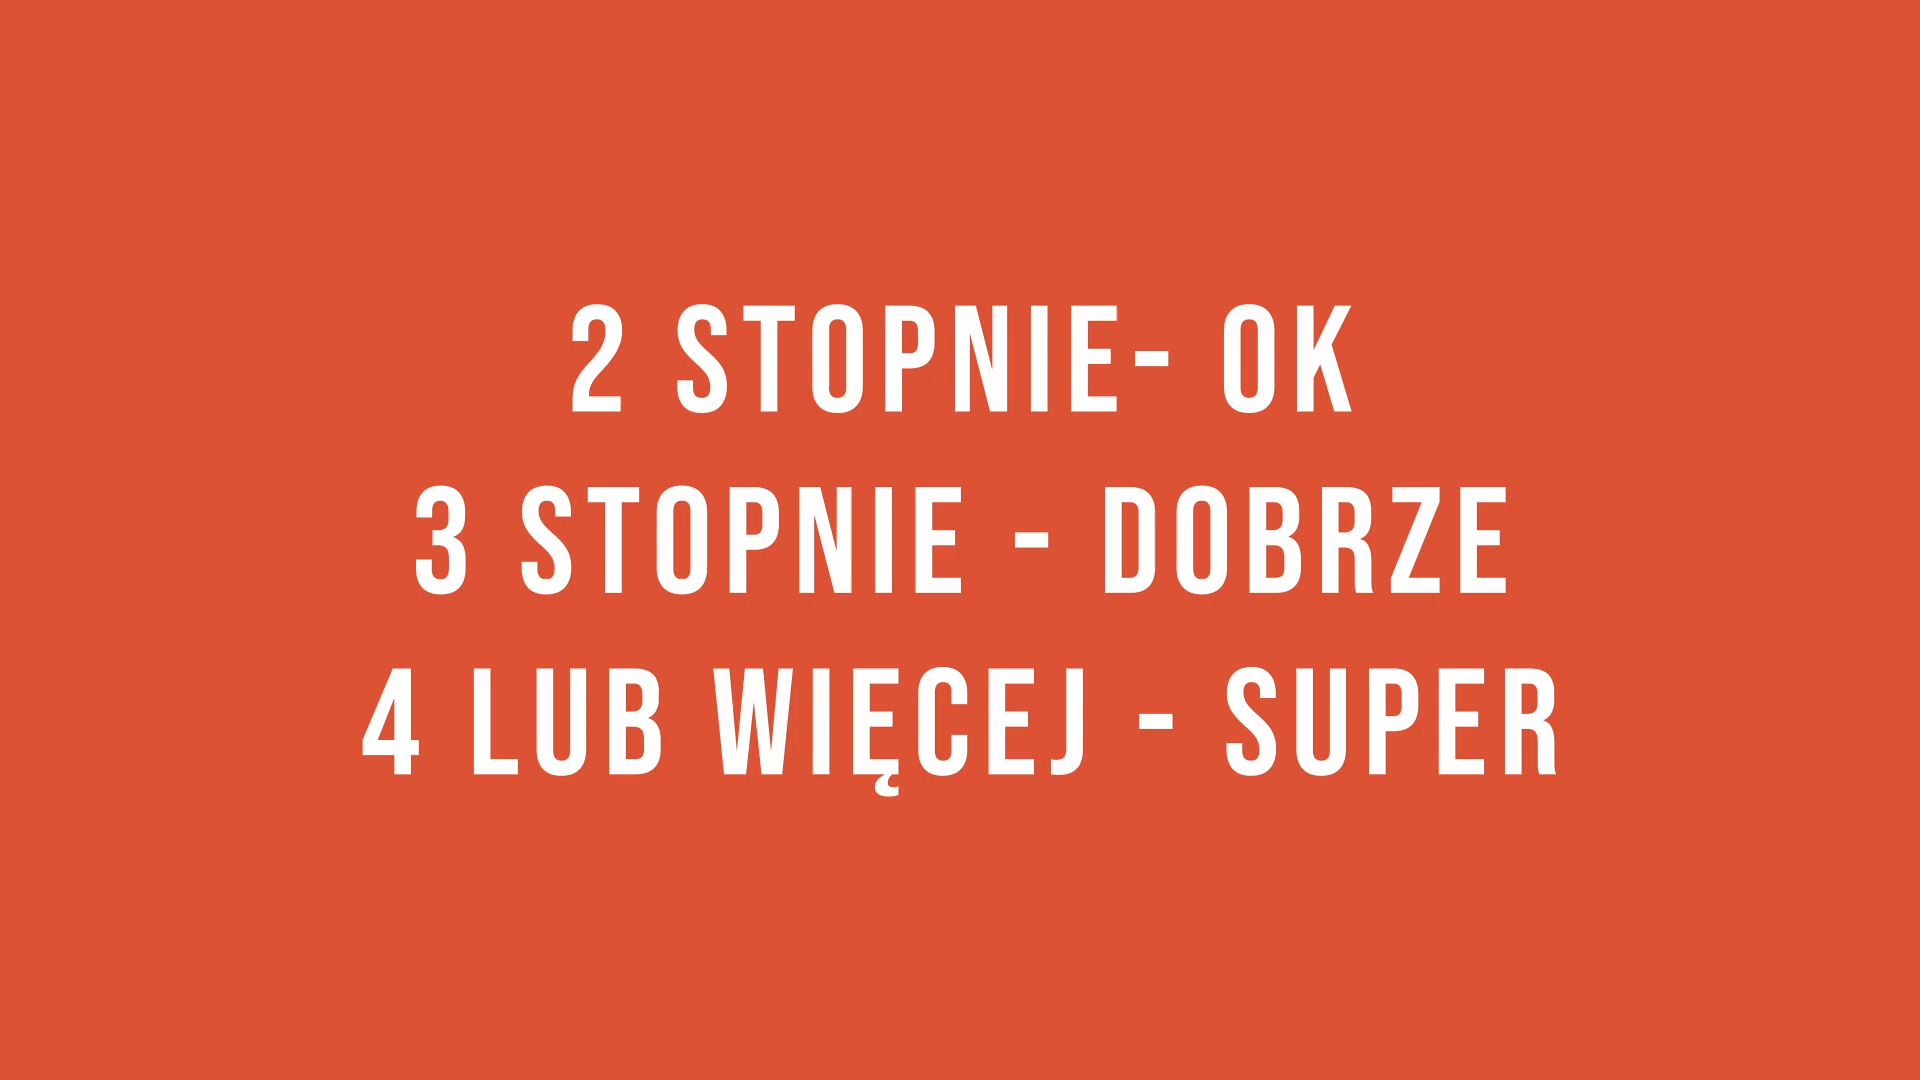 2 STOPNIE- OK
3 STOPNIE - DOBRZE
4 LUB WIĘCEJ - SUPER